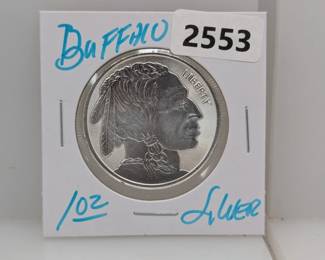 BUFFALO
2553
LIBERTY
1oz
SILVER